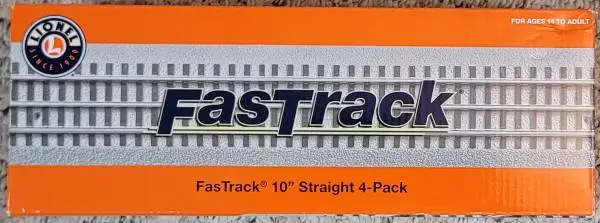 FOR AGES 14 TO ADULT
LIONEL
L
SINCE 1900
FasTrack®
FasTrack® 10” Straight 4-Pack